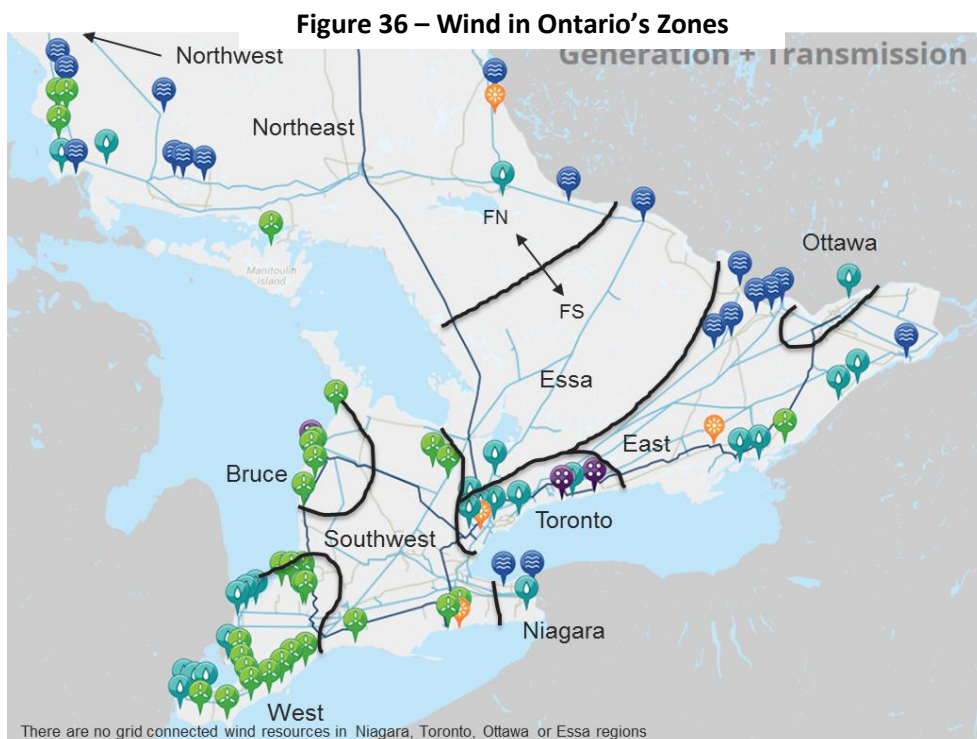 Figure 36 – Wind in Ontario's Zones
Generation + Transmission
Northwest
Northeast
FN
Ottawa
Manitoulin
Island
FS
Essa
East
Bruce
Toronto
Southwest
Niagara
West
There are no grid connected wind resources in Niagara, Toronto, Ottawa or Essa regions